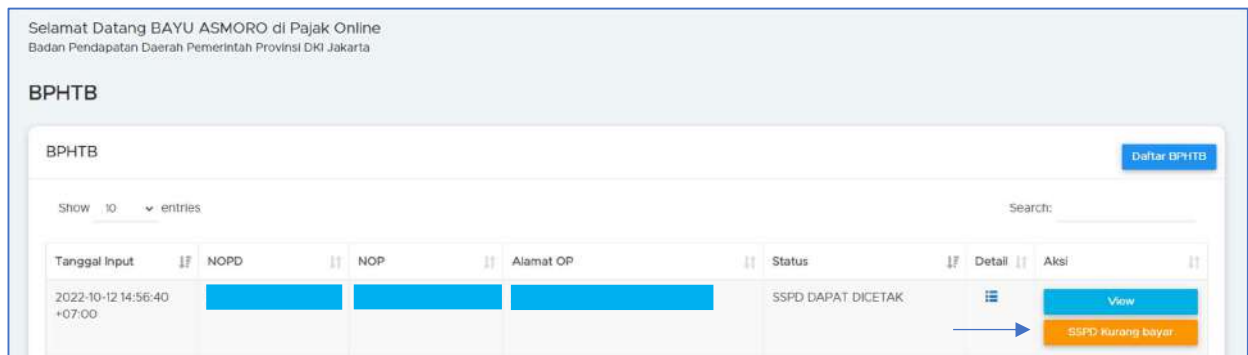 Selamat Datang BAYU ASMORO di Pajak Online
Badan Pendapatan Daerah Pemerintah Provinsi DKI Jakarta
BPHTB
BPHTB
Daftar BPHTB
Show 10 entries
Search:
Tanggal Input NOPD NOP Alamat OP Status Detail Aksi
2022-10-12 14:56:40 SSPD DAPAT DICETAK View
+07:00 SSPD Kurang bayar